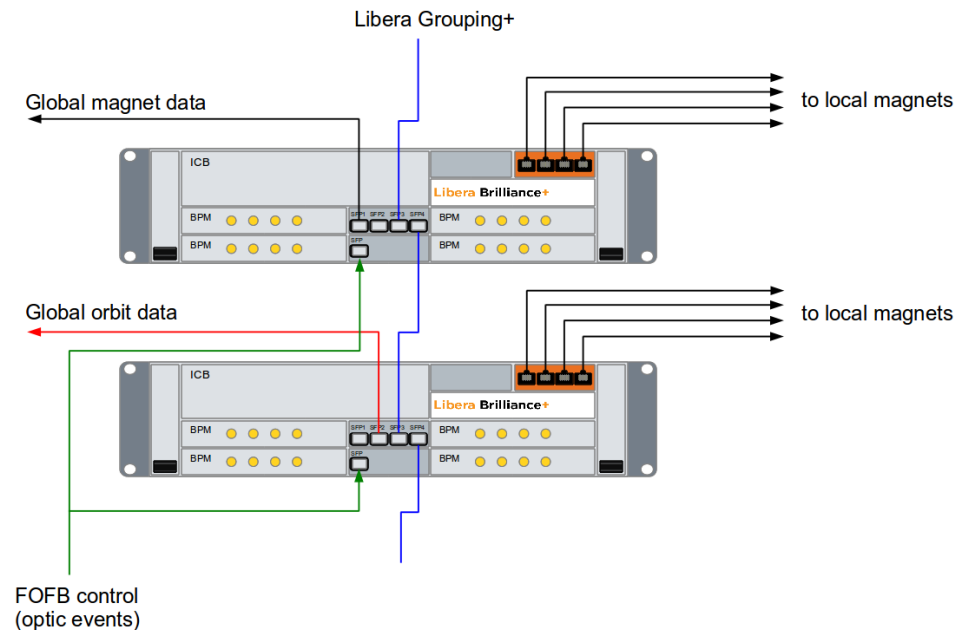 Libera Grouping+
Global magnet data
to local magnets
ICB
Libera Brilliance+
BPM
SFP1 SFP2 SFP3 SFP4
BPM
BPM
SFP
BPM
Global orbit data
to local magnets
ICB
Libera Brilliance+
BPM
SFP1 SFP2 SFP3 SFP4
BPM
BPM
SFP
BPM
FOFB control
(optic events)